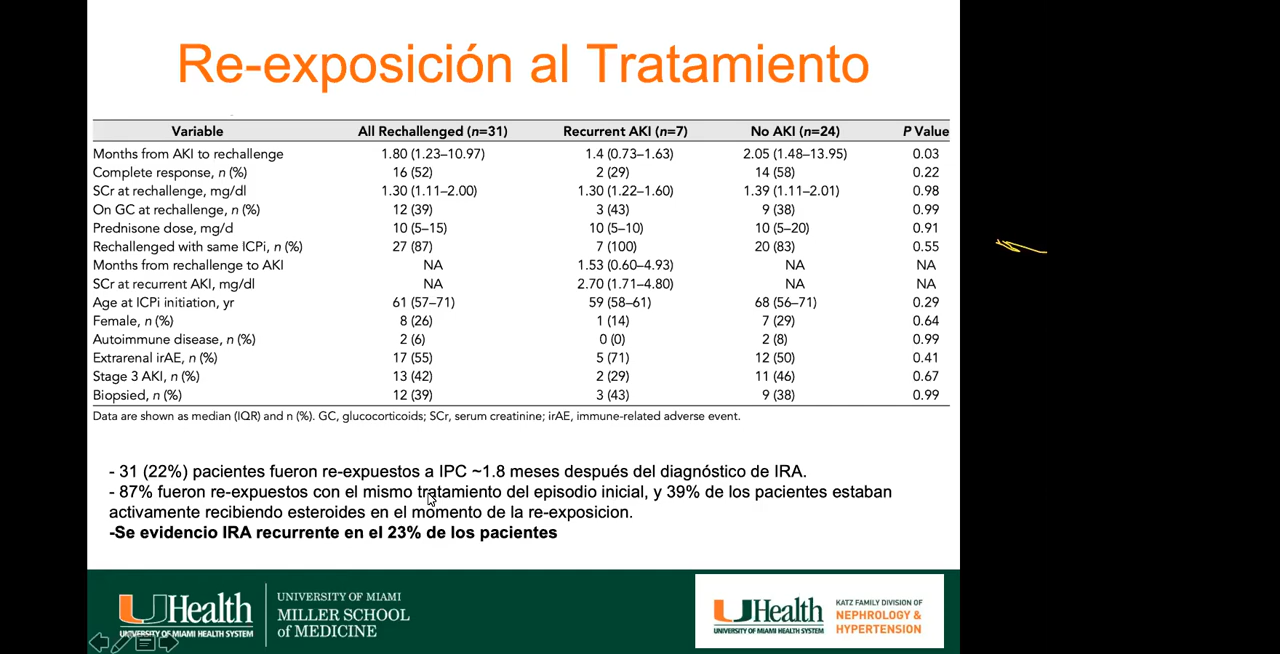 Re-exposición al Tratamiento
Variable All Rechallenged (n=31) Recurrent AKI (n=7) No AKI (n=24) P Value
Months from AKI to rechallenge 1.80 (1.23–10.97) 1.4 (0.73–1.63) 2.05 (1.48–13.95) 0.03
Complete response, n (%) 16 (52) 2 (29) 14 (58) 0.22
SCr at rechallenge, mg/dl 1.30 (1.11–2.00) 1.30 (1.22–1.60) 1.39 (1.11–2.01) 0.98
On GC at rechallenge, n (%) 12 (39) 3 (43) 9 (38) 0.99
Prednisone dose, mg/d 10 (5–15) 10 (5–10) 10 (5–20) 0.91
Rechallenged with same ICPi, n (%) 27 (87) 7 (100) 20 (83) 0.55
Months from rechallenge to AKI NA 1.53 (0.60–4.93) NA NA
SCr at recurrent AKI, mg/dl NA 2.70 (1.71–4.80) NA NA
Age at ICPi initiation, yr 61 (57–71) 59 (58–61) 68 (56–71) 0.29
Female, n (%) 8 (26) 1 (14) 7 (29) 0.64
Autoimmune disease, n (%) 2 (6) 0 (0) 2 (8) 0.99
Extrarenal irAE, n (%) 17 (55) 5 (71) 12 (50) 0.41
Stage 3 AKI, n (%) 13 (42) 2 (29) 11 (46) 0.67
Biopsied, n (%) 12 (39) 3 (43) 9 (38) 0.99
Data are shown as median (IQR) and n (%). GC, glucocorticoids; SCr, serum creatinine; irAE, immune-related adverse event.
- 31 (22%) pacientes fueron re-expuestos a IPC ~1.8 meses después del diagnóstico de IRA.
- 87% fueron re-expuestos con el mismo tratamiento del episodio inicial, y 39% de los pacientes estaban
activamente recibiendo esteroides en el momento de la re-exposicion.
-Se evidencio IRA recurrente en el 23% de los pacientes
UHealth
UNIVERSITY OF MIAMI HEALTH SYSTEM
UNIVERSITY OF MIAMI
MILLER SCHOOL
of MEDICINE
UHealth
UNIVERSITY OF MIAMI HEALTH SYSTEM
KATZ FAMILY DIVISION OF
NEPHROLOGY &
HYPERTENSION